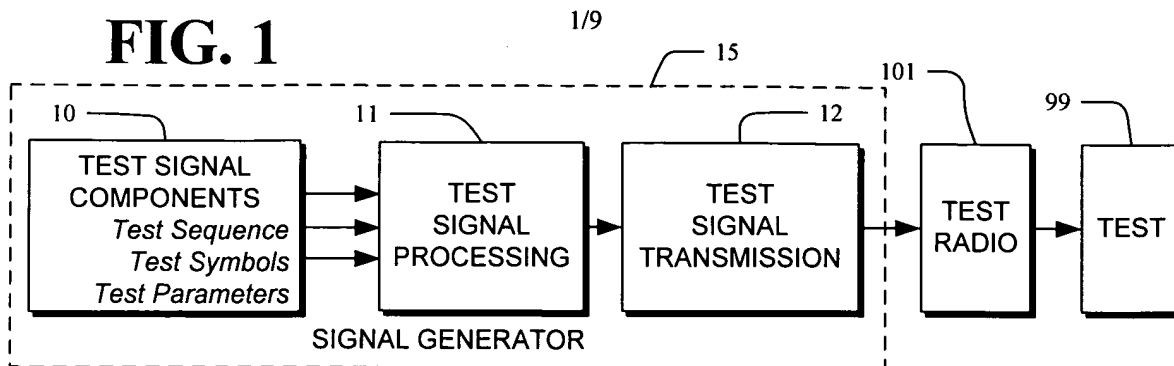 1/9
FIG. 1
15
101
99
10
11
12
TEST SIGNAL
COMPONENTS
Test Sequence
Test Symbols
Test Parameters
TEST
SIGNAL
PROCESSING
TEST
SIGNAL
TRANSMISSION
TEST
RADIO
TEST
SIGNAL GENERATOR